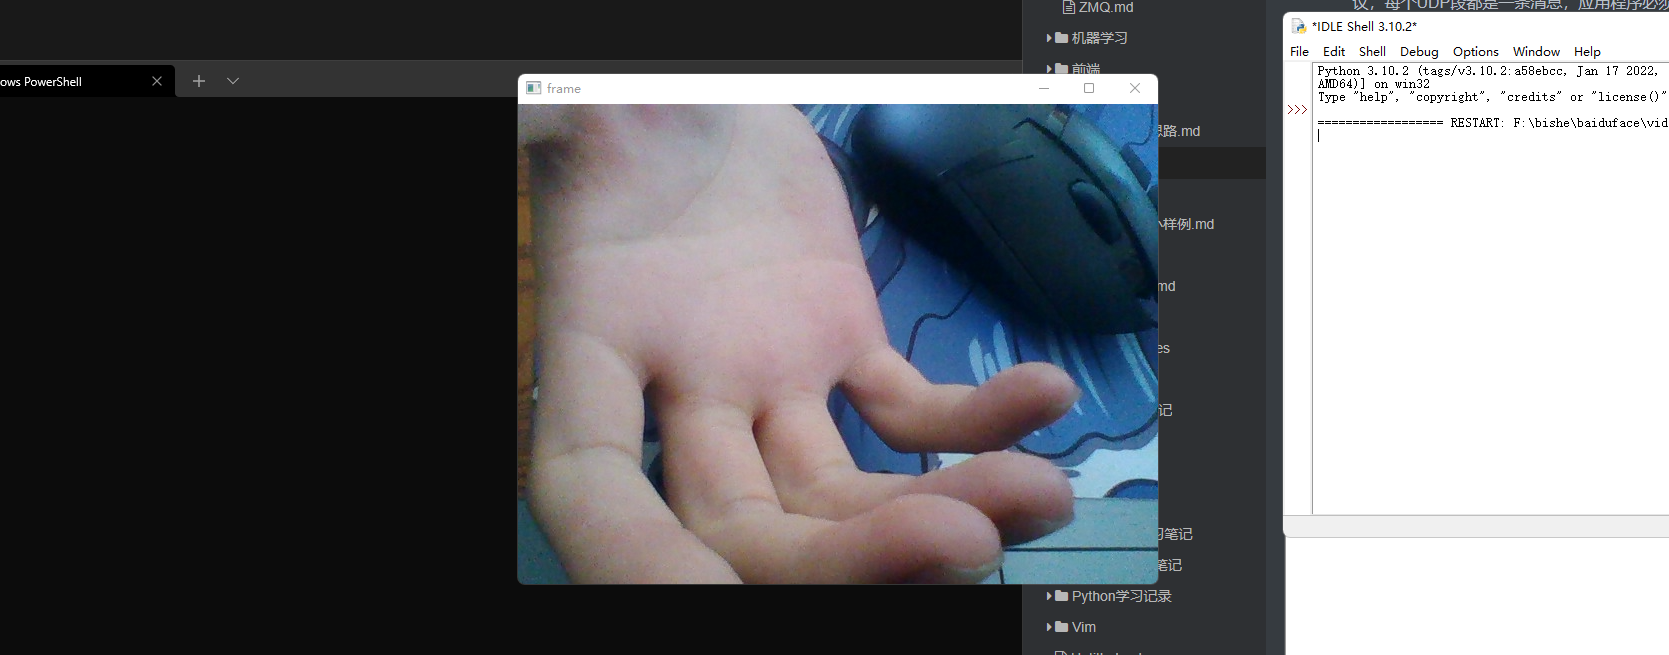 ows PowerShell
frame
ZMQ.md
机器学习
前端
思路.md
样例.md
md
es
记
习笔记
笔记
Python学习记录
Vim
议，每个UDP段都是一条消息，应用程序必须
*IDLE Shell 3.10.2*
File Edit Shell Debug Options Window Help
Python 3.10.2 (tags/v3.10.2:a58ebcc, Jan 17 2022,
AMD64)] on win32
Type "help", "copyright", "credits" or "license()"
>>>
================== RESTART: F:\bishe\baiduface\vid